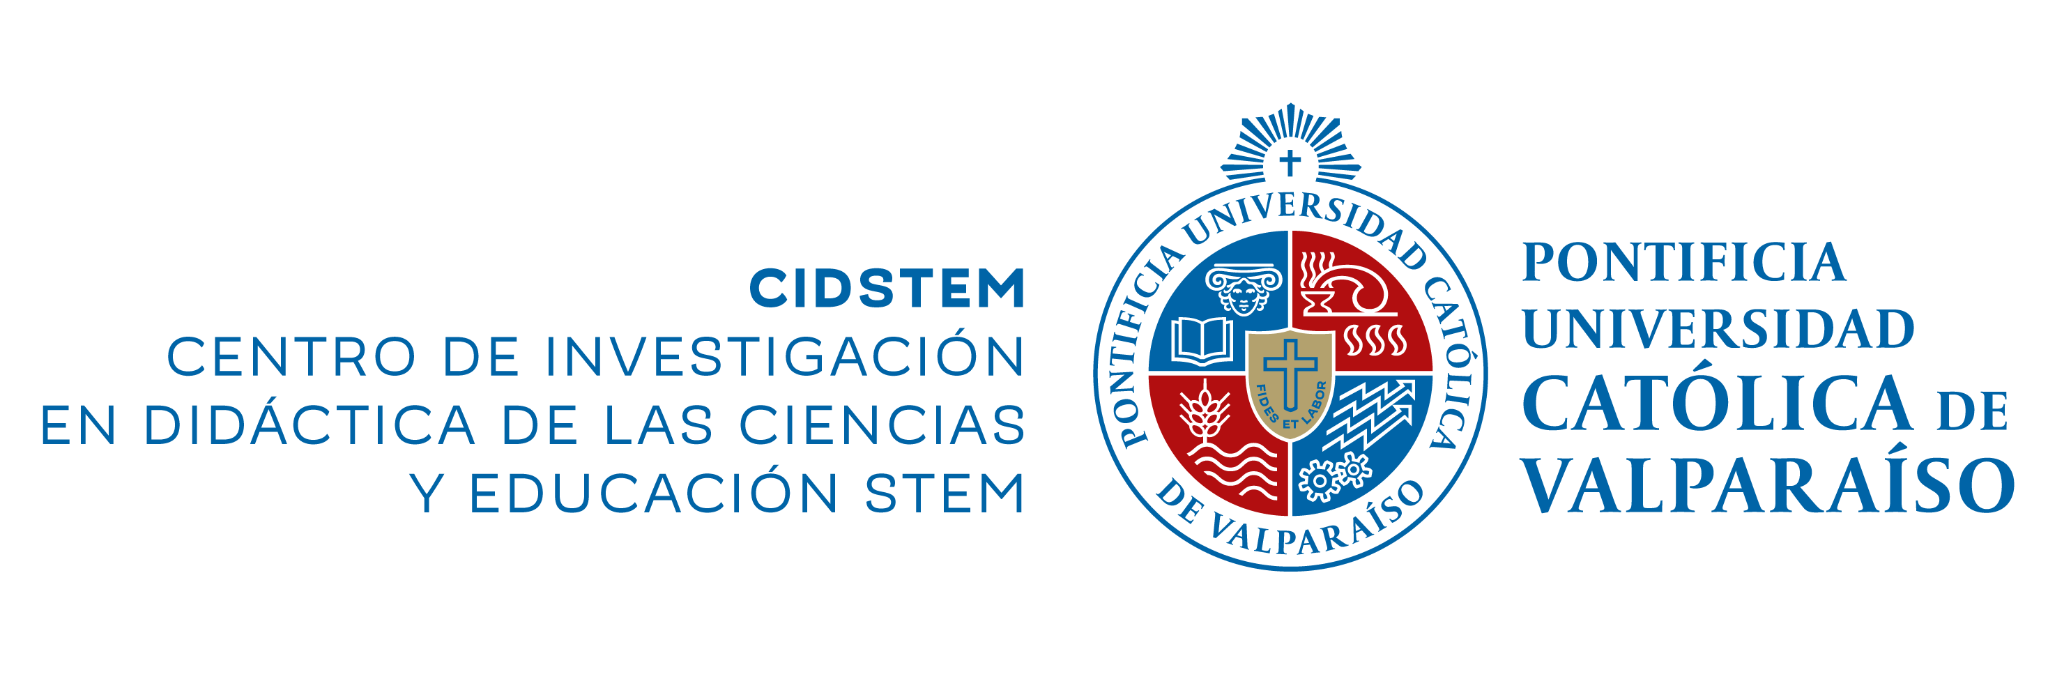 CIDSTEM
CENTRO DE INVESTIGACIÓN
EN DIDÁCTICA DE LAS CIENCIAS
Y EDUCACIÓN STEM
PONTIFICIA UNIVERSIDAD CATÓLICA
DE VALPARAÍSO
FIDES ET LABOR
PONTIFICIA
UNIVERSIDAD
CATÓLICA DE
VALPARAÍSO